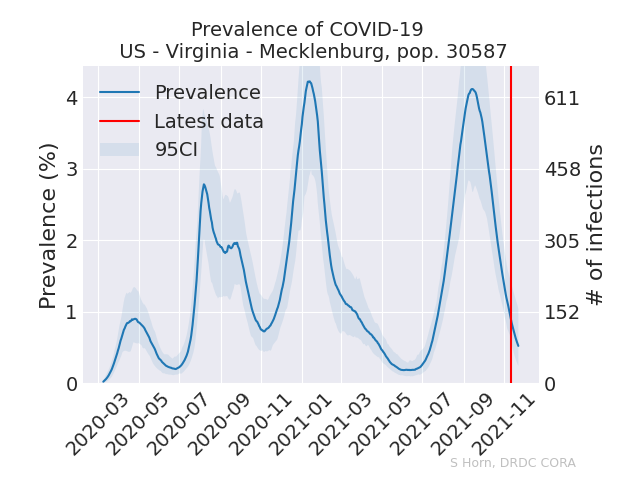 Prevalence of COVID-19
US - Virginia - Mecklenburg, pop. 30587
Prevalence
Latest data
95CI
Prevalence (%)
4
3
2
1
0
# of infections
611
458
305
152
0
2020-03
2020-05
2020-07
2020-09
2020-11
2021-01
2021-03
2021-05
2021-07
2021-09
2021-11
S Horn, DRDC CORA